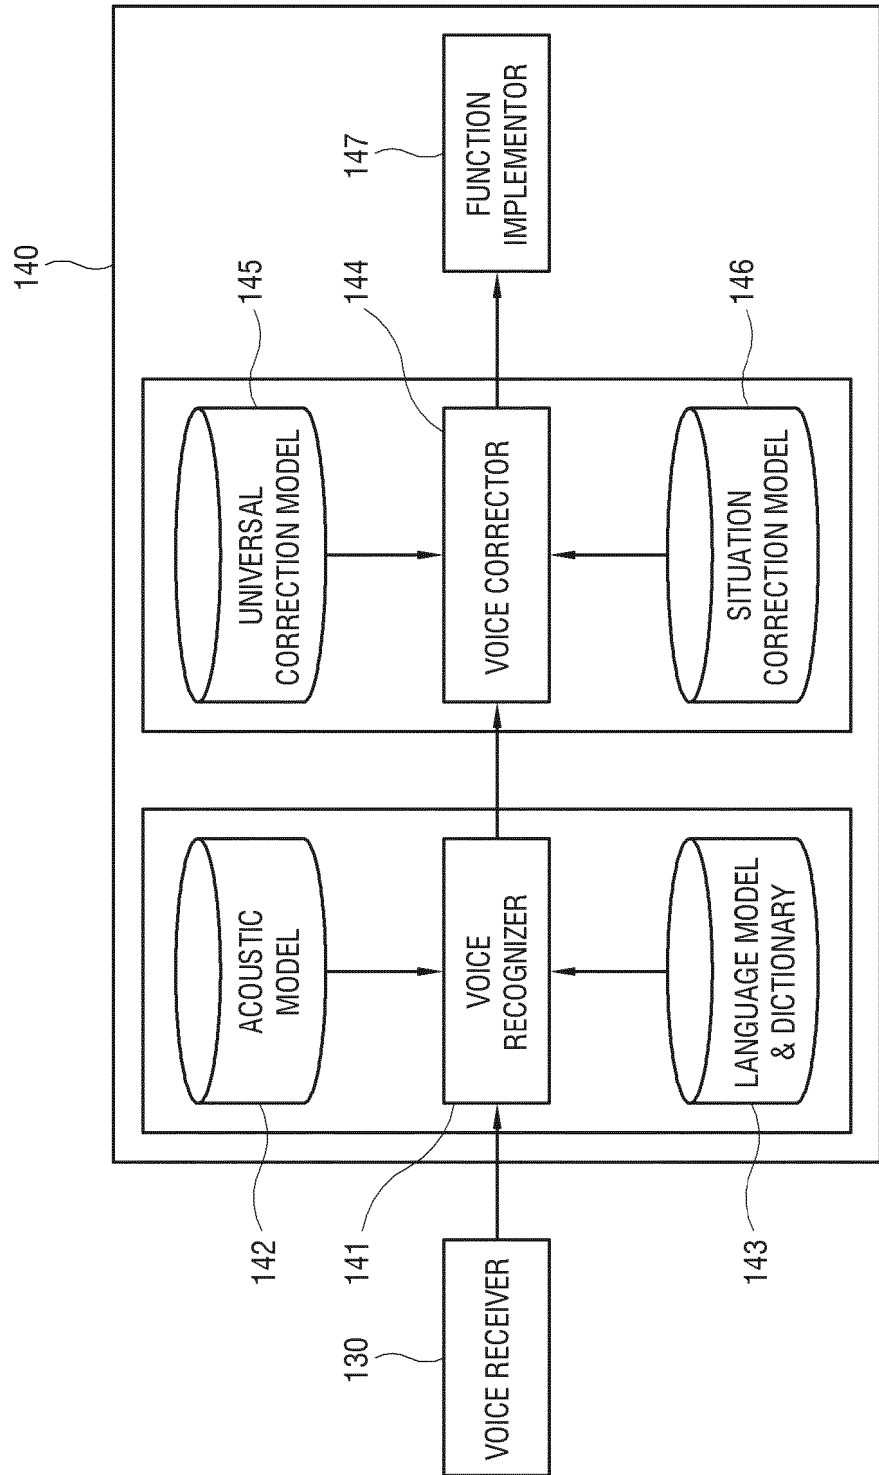 140
142
ACOUSTIC
MODEL
145
UNIVERSAL
CORRECTION MODEL
130
VOICE RECEIVER
141
VOICE
RECOGNIZER
144
VOICE CORRECTOR
147
FUNCTION
IMPLEMENTOR
143
LANGUAGE MODEL
& DICTIONARY
146
SITUATION
CORRECTION MODEL